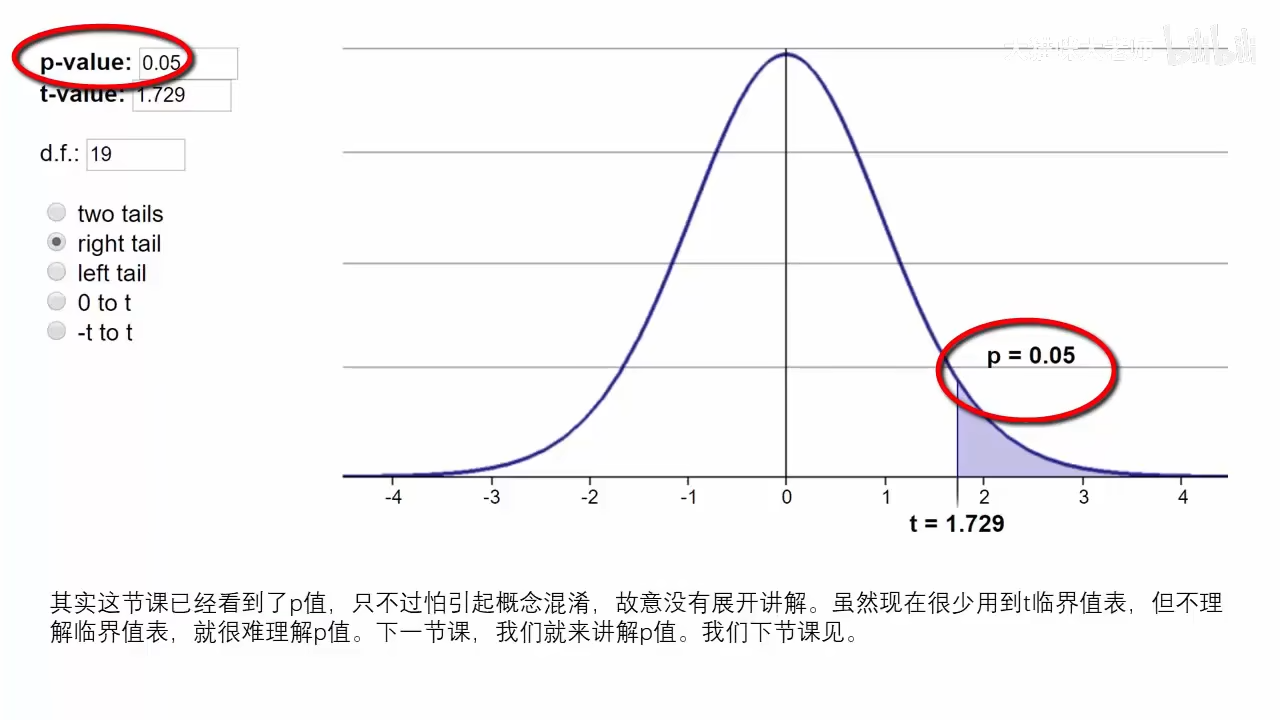 p-value: 0.05
t-value: 1.729
d.f.: 19
two tails
right tail
left tail
0 to t
-t to t
p = 0.05
-4 -3 -2 -1 0 1 2 3 4
t = 1.729
其实这节课已经看到了p值，只不过怕引起概念混淆，故意没有展开讲解。虽然现在很少用到t临界值表，但不理
解临界值表，就很难理解p值。下一节课，我们就来讲解p值。我们下节课见。
bilibili